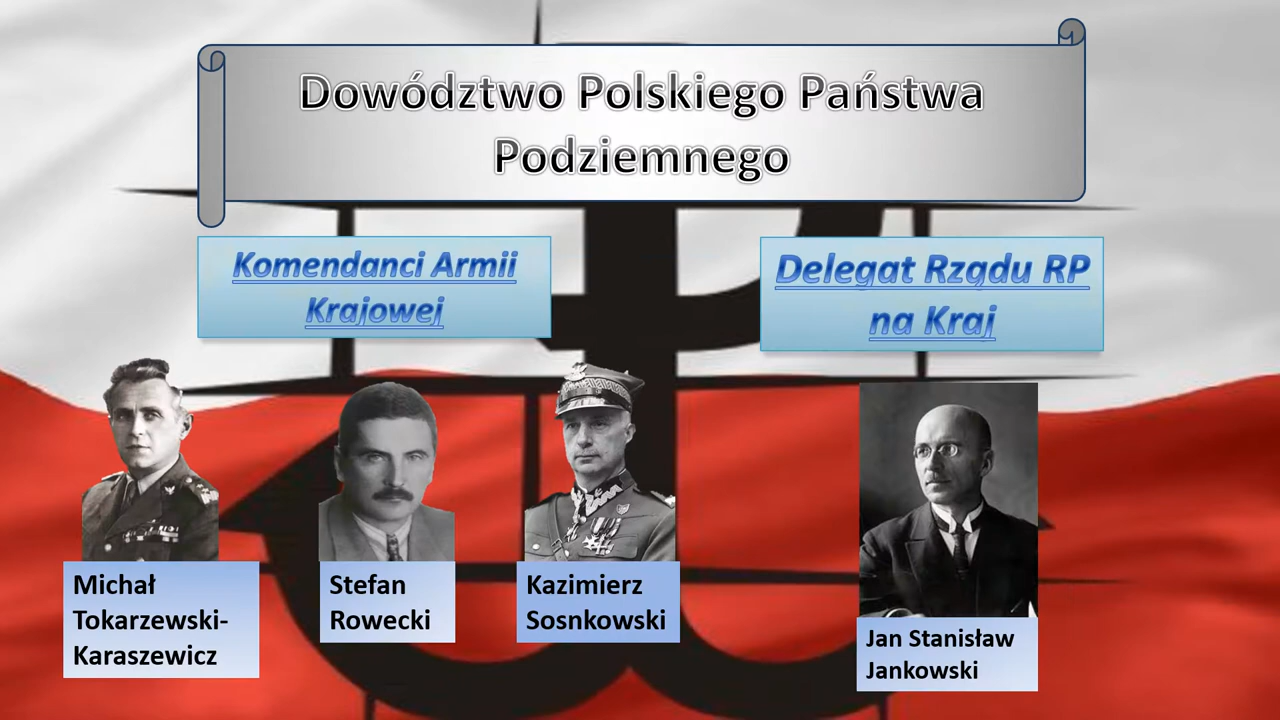 Dowództwo Polskiego Państwa
Podziemnego
Komendanci Armii
Krajowej
Delegat Rządu RP
na Kraj
Michał
Tokarzewski-
Karaszewicz
Stefan
Rowecki
Kazimierz
Sosnkowski
Jan Stanisław
Jankowski